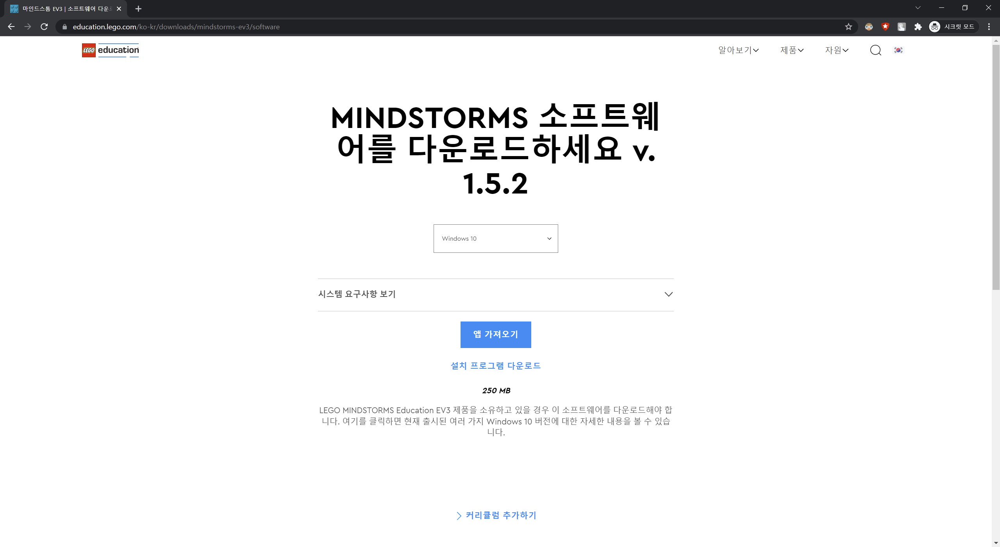 마인드스톰 EV3 | 소프트웨어 다운
education.lego.com/ko-kr/downloads/mindstorms-ev3/software
시크릿 모드
LEGO education
알아보기
제품
자원
MINDSTORMS 소프트웨
어를 다운로드하세요 v.
1.5.2
Windows 10
시스템 요구사항 보기
앱 가져오기
설치 프로그램 다운로드
250 MB
LEGO MINDSTORMS Education EV3 제품을 소유하고 있을 경우 이 소프트웨어를 다운로드해야 합
니다. 여기를 클릭하면 현재 출시된 여러 가지 Windows 10 버전에 대한 자세한 내용을 볼 수 있습
니다.
커리큘럼 추가하기